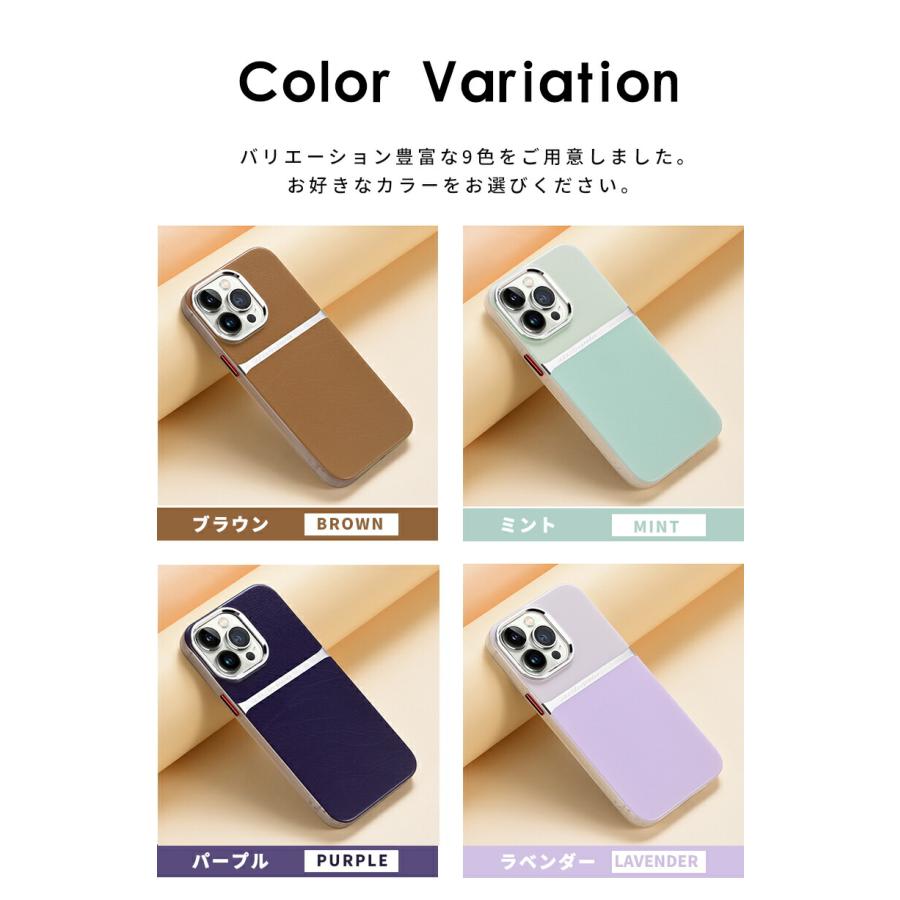 Color Variation
バリエーション豊富な9色をご用意しました。
お好きなカラーをお選びください。
ブラウン BROWN
ミント MINT
パープル PURPLE
ラベンダー LAVENDER